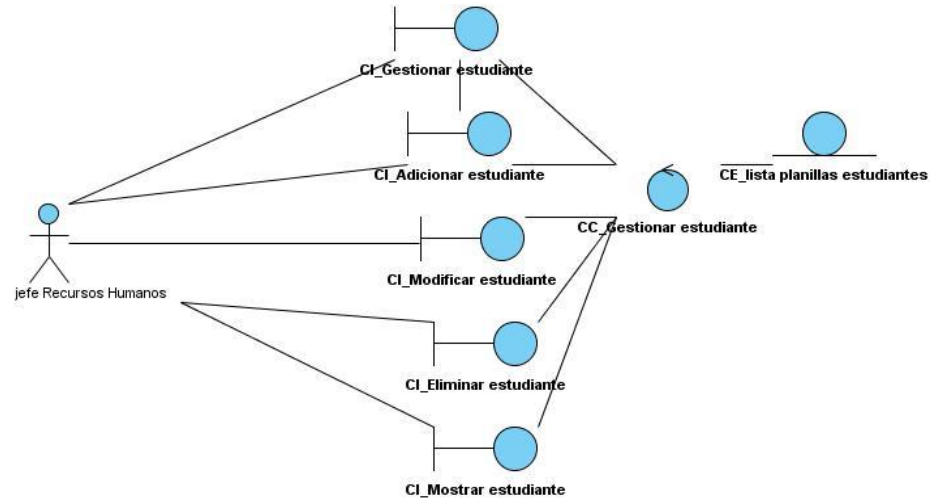 CI_Gestionar estudiante
CI_Adicionar estudiante
CE_lista planillas estudiantes
CC_Gestionar estudiante
CI_Modificar estudiante
jefe Recursos Humanos
CI_Eliminar estudiante
CI_Mostrar estudiante